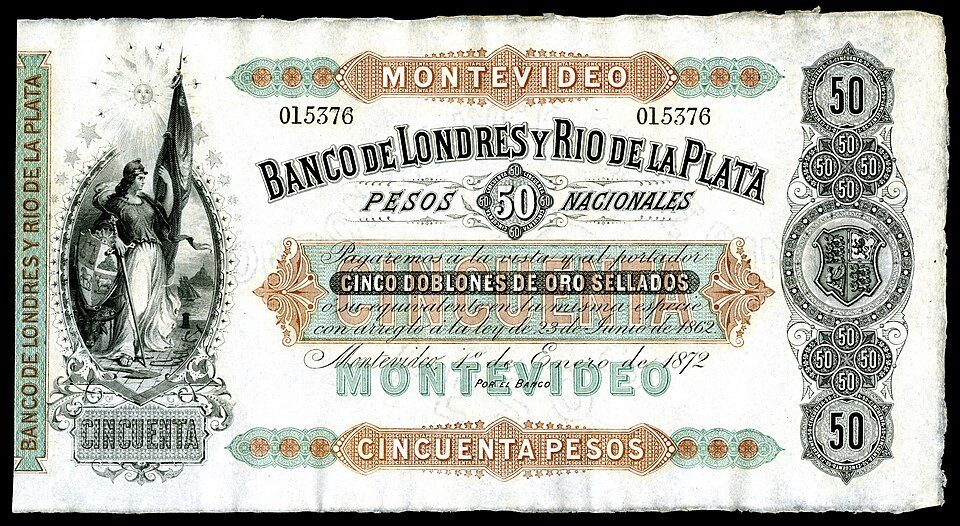 BANCO DE LONDRES Y RIO DE LA PLATA
MONTEVIDEO
015376 015376
BANCO DE LONDRES Y RIO DE LA PLATA
PESOS 50 NACIONALES
Pagaremos á la vista y al portador
CINCUENTA
CINCO DOBLONES DE ORO SELLADOS
o su equivalente en la misma especie
con arreglo a la ley de 23 de Junio de 1862
Montevideo, 1º de Enero de 1872
MONTEVIDEO
POR EL BANCO
CINCUENTA
CINCUENTA PESOS
50
50
50 50
50
50
50 50
50
50